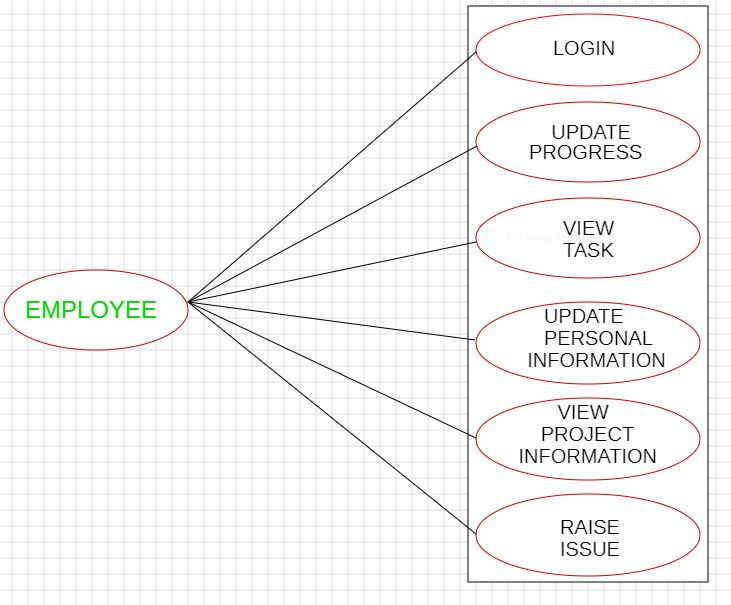 LOGIN
UPDATE
PROGRESS
VIEW
TASK
EMPLOYEE
UPDATE
PERSONAL
INFORMATION
VIEW
PROJECT
INFORMATION
RAISE
ISSUE